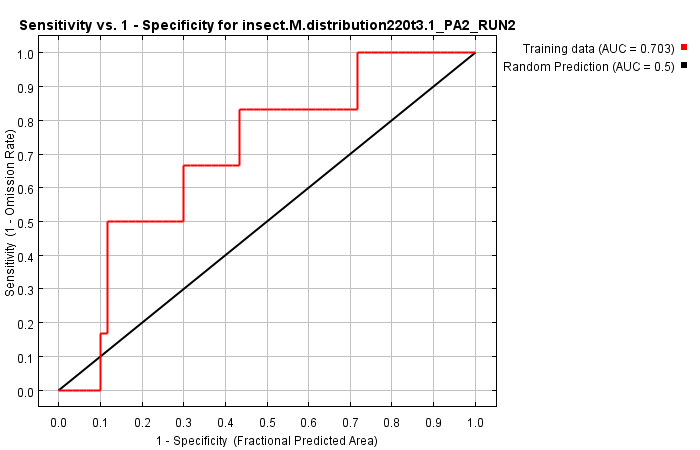 Sensitivity vs. 1 - Specificity for insect.M.distribution220t3.1_PA2_RUN2
Training data (AUC = 0.703)
Random Prediction (AUC = 0.5)
Sensitivity (1 - Omission Rate)
1.0
0.9
0.8
0.7
0.6
0.5
0.4
0.3
0.2
0.1
0.0
0.0 0.1 0.2 0.3 0.4 0.5 0.6 0.7 0.8 0.9 1.0
1 - Specificity (Fractional Predicted Area)